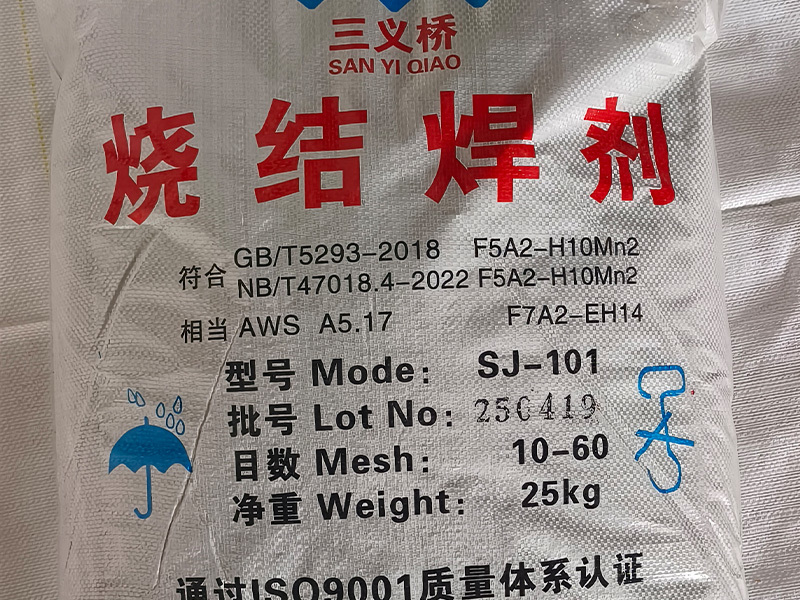 三义桥
SAN YI QIAO
烧结焊剂
符合 GB/T5293-2018 F5A2-H10Mn2
NB/T47018.4-2022 F5A2-H10Mn2
相当 AWS A5.17 F7A2-EH14
型号 Mode: SJ-101
批号 Lot No: 250419
目数 Mesh: 10-60
净重 Weight: 25kg
通过ISO9001质量体系认证